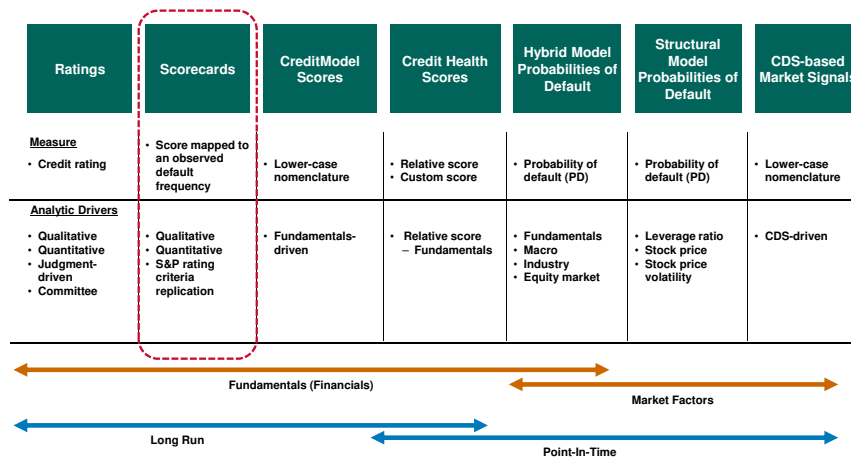 Ratings
Scorecards
CreditModel
Scores
Credit Health
Scores
Hybrid Model
Probabilities of
Default
Structural
Model
Probabilities of
Default
CDS-based
Market Signals
Measure
• Credit rating
• Score mapped to
an observed
default
frequency
• Lower-case
nomenclature
• Relative score
• Custom score
• Probability of
default (PD)
• Probability of
default (PD)
• Lower-case
nomenclature
Analytic Drivers
• Qualitative
• Quantitative
• Judgment-
driven
• Committee
• Qualitative
• Quantitative
• S&P rating
criteria
replication
• Fundamentals-
driven
• Relative score
– Fundamentals
• Fundamentals
• Macro
• Industry
• Equity market
• Leverage ratio
• Stock price
• Stock price
volatility
• CDS-driven
Fundamentals (Financials)
Market Factors
Long Run
Point-In-Time